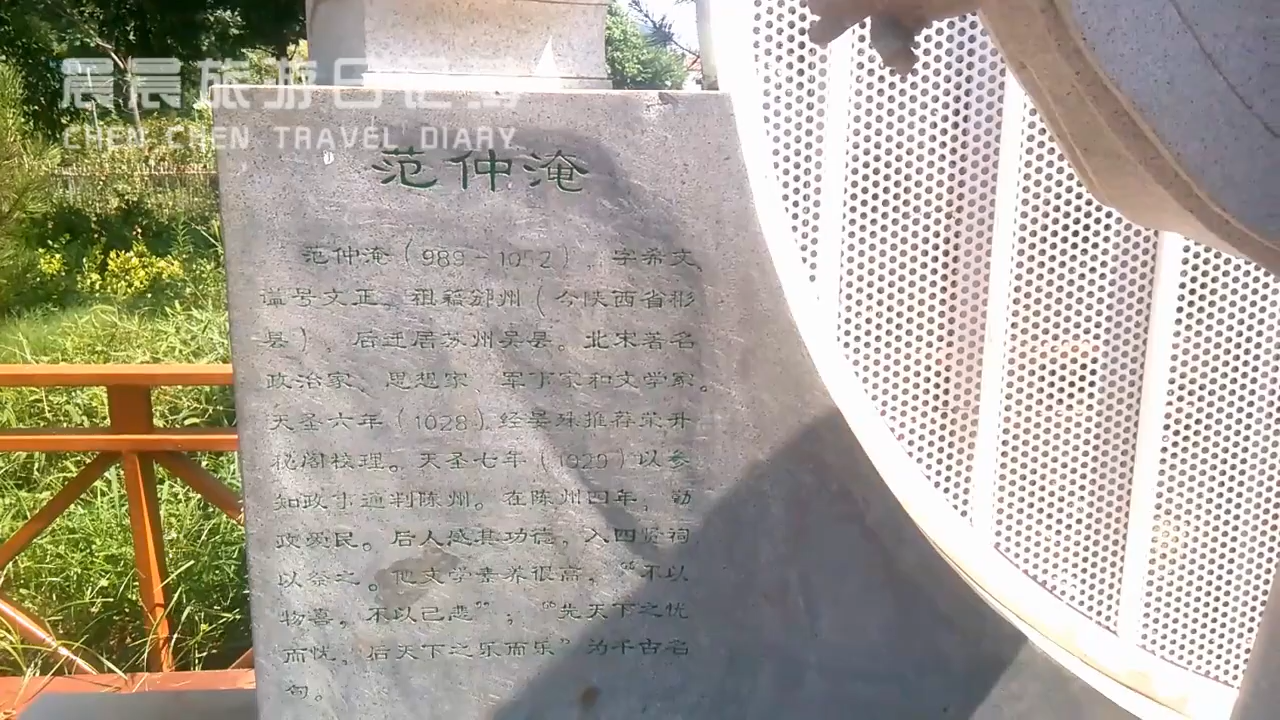 晨晨旅游日记
CHEN CHEN TRAVEL DIARY
范仲淹
范仲淹（989－1052），字希文，
谥号文正。祖籍邠州（今陕西省彬
县），后迁居苏州吴县。北宋著名
政治家、思想家、军事家和文学家。
天圣六年（1028），经晏殊推荐荣升
秘阁校理。天圣七年（1029）以参
知政事通判陈州。在陈州四年，勤
政爱民。后人感其功德，入四贤祠
以祭之。他文学素养很高，“不以
物喜，不以己悲”；“先天下之忧
而忧，后天下之乐而乐”为千古名
句。